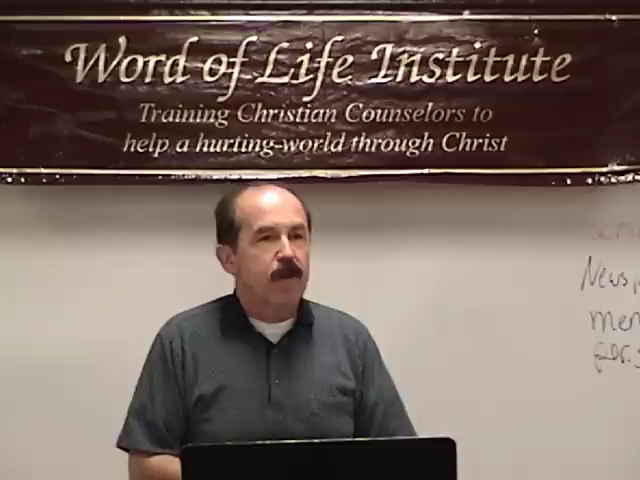 Word of Life Institute
Training Christian Counselors to
help a hurting world through Christ